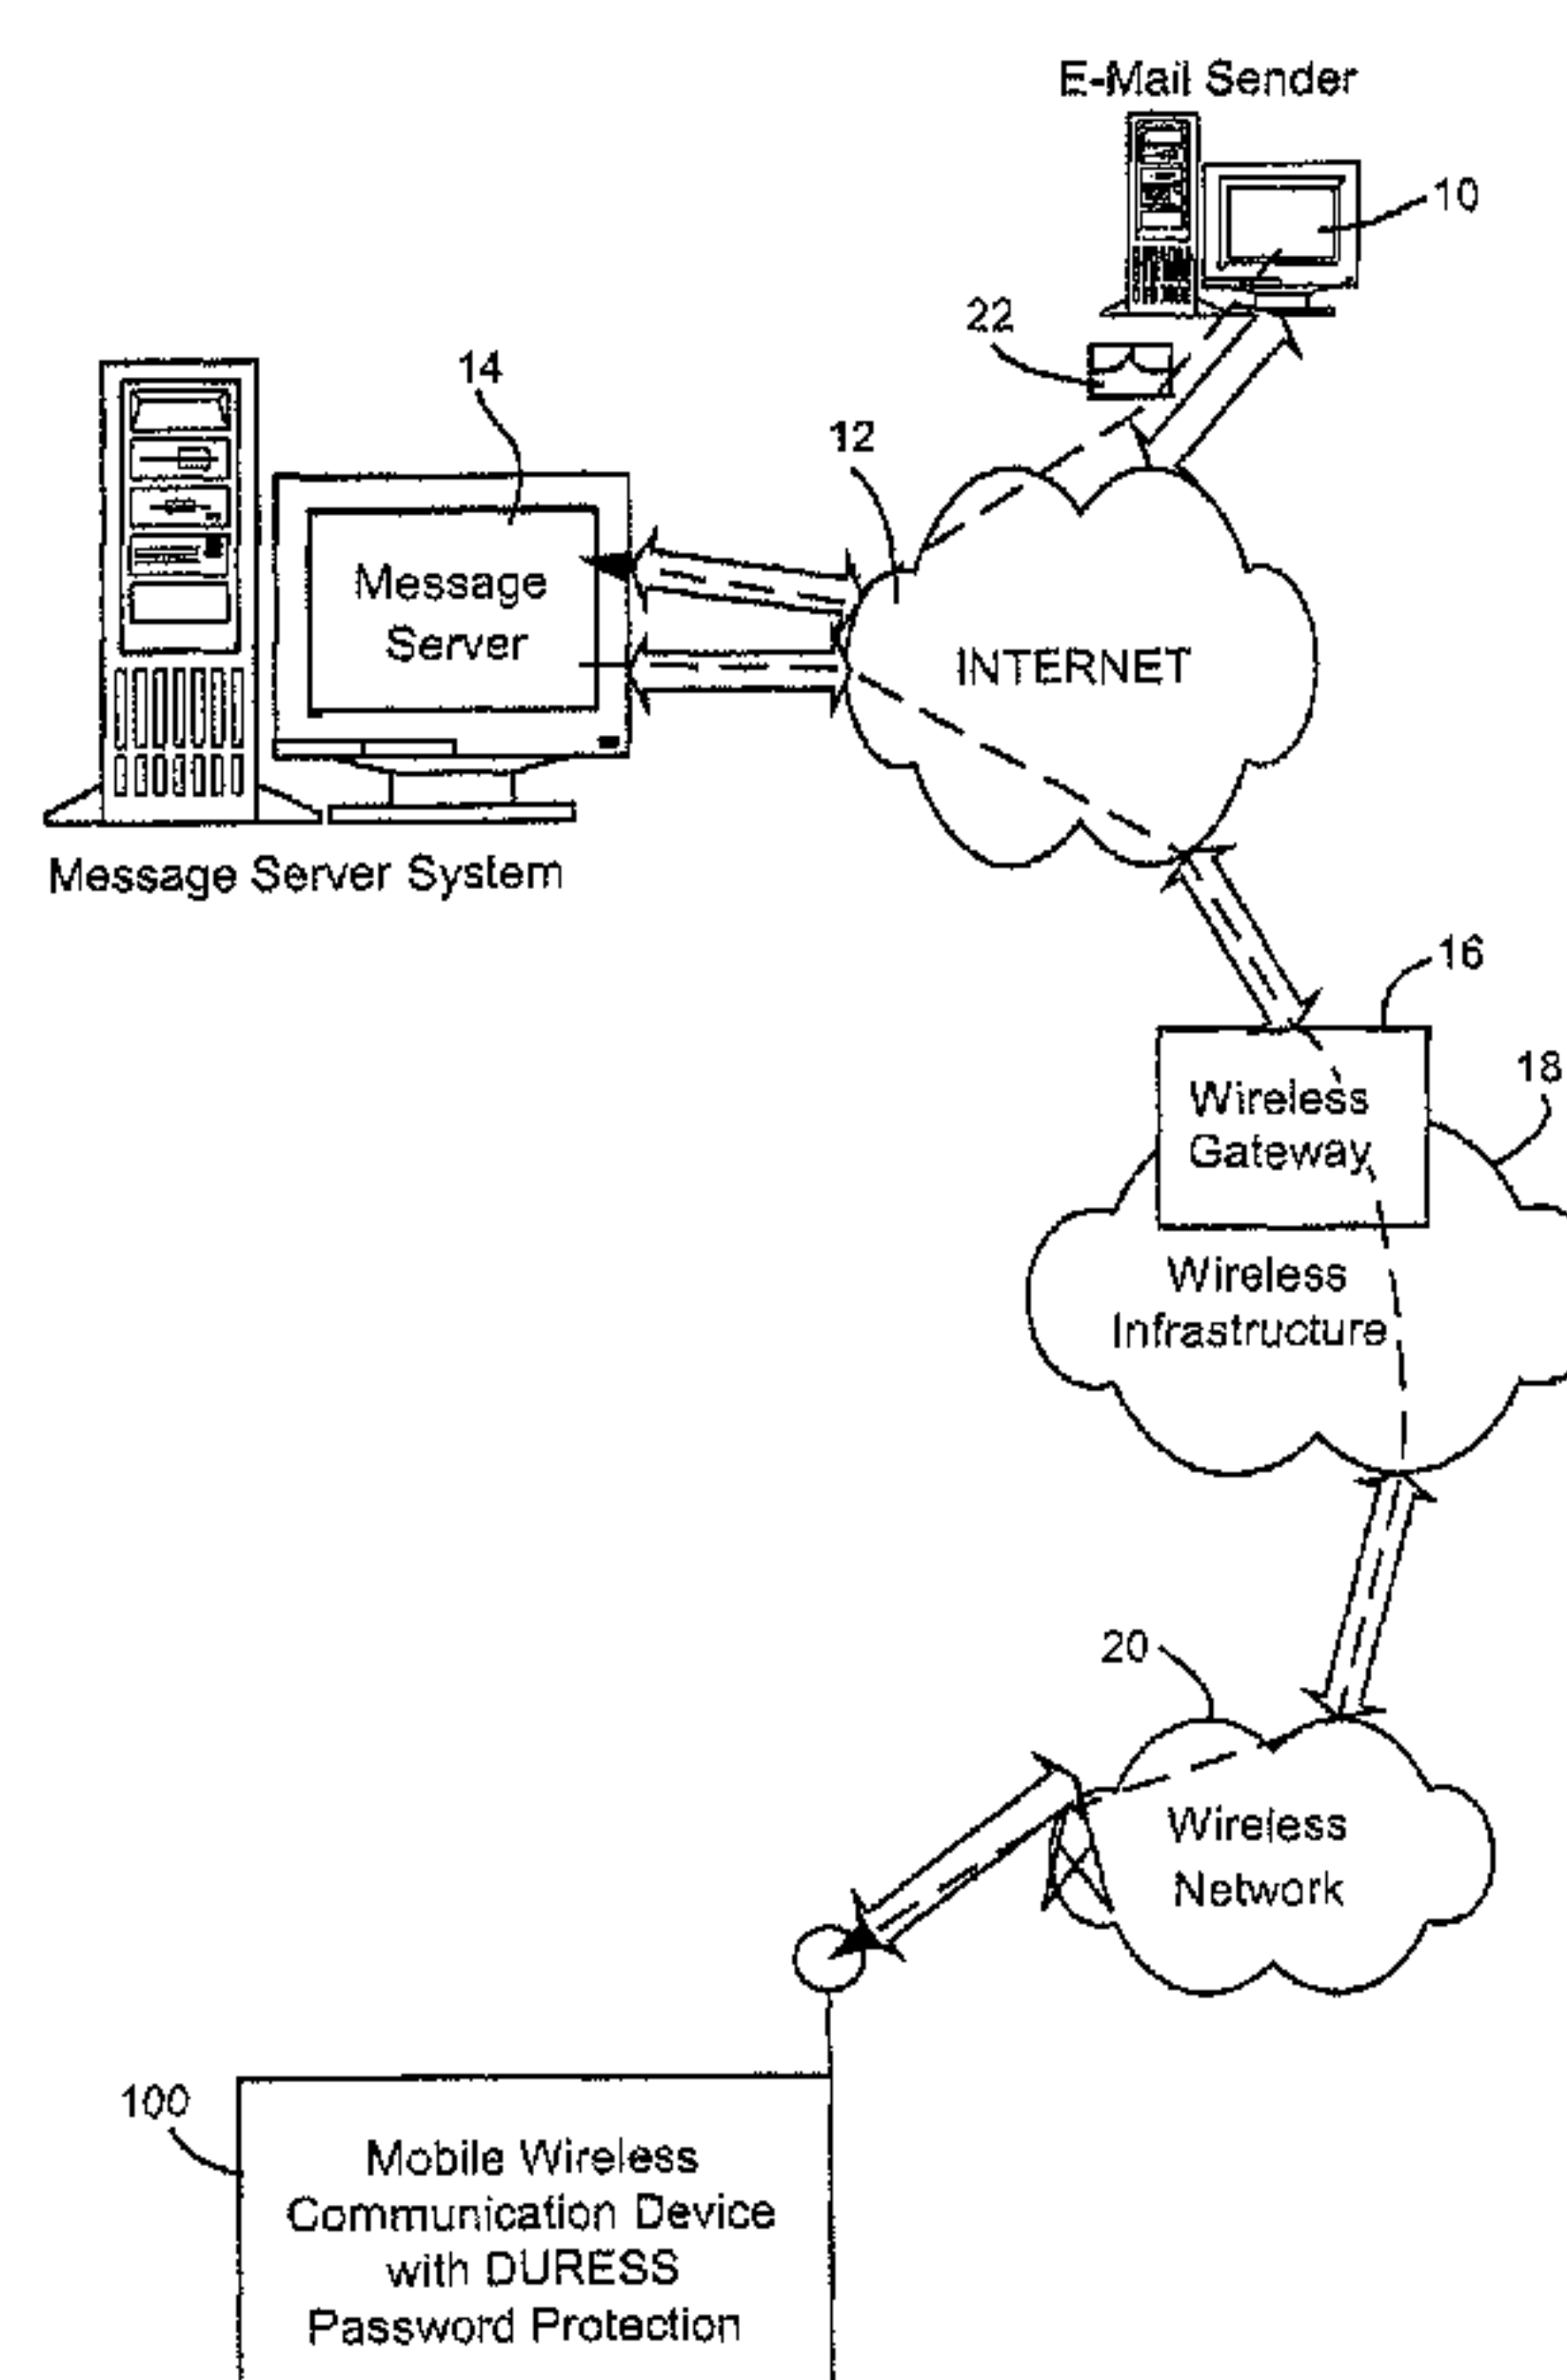 E-Mail Sender
10
22
14
12
Message
Server
INTERNET
Message Server System
16
18
Wireless
Gateway
Wireless
Infrastructure
20
Wireless
Network
100
Mobile Wireless
Communication Device
with DURESS
Password Protection